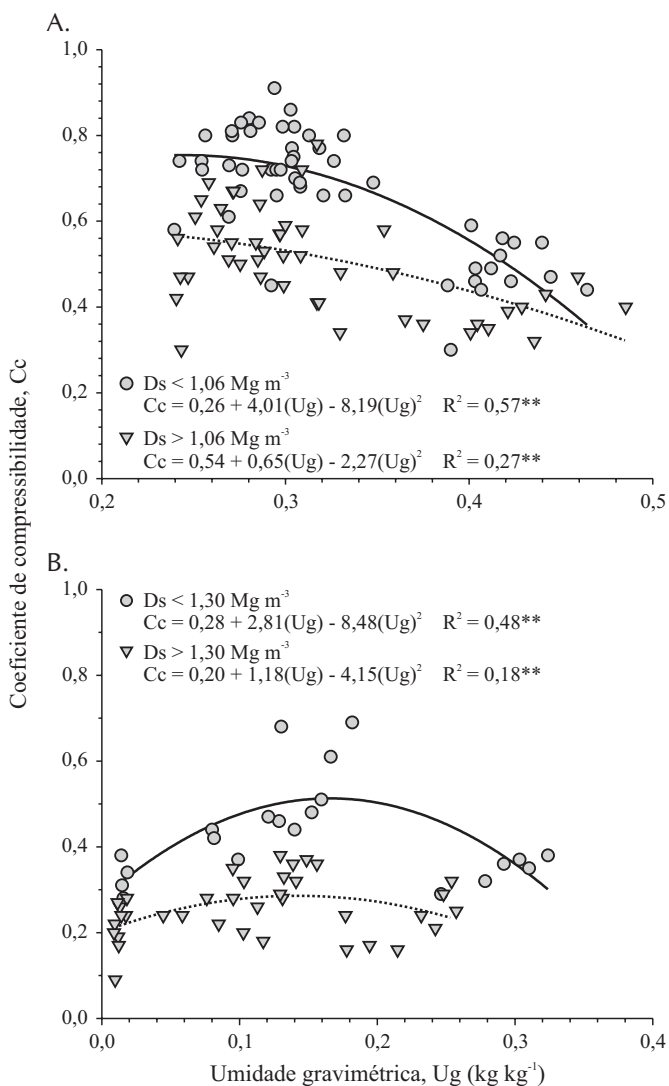 A.
1,0
0,8
0,6
0,4
0,2
0,0
Ds < 1,06 Mg m⁻³
Cc = 0,26 + 4,01(Ug) - 8,19(Ug)² R² = 0,57**
Ds > 1,06 Mg m⁻³
Cc = 0,54 + 0,65(Ug) - 2,27(Ug)² R² = 0,27**
0,2 0,3 0,4 0,5
Coeficiente de compressibilidade, Cc
B.
1,0
0,8
0,6
0,4
0,2
0,0
Ds < 1,30 Mg m⁻³
Cc = 0,28 + 2,81(Ug) - 8,48(Ug)² R² = 0,48**
Ds > 1,30 Mg m⁻³
Cc = 0,20 + 1,18(Ug) - 4,15(Ug)² R² = 0,18**
0,0 0,1 0,2 0,3 0,4
Umidade gravimétrica, Ug (kg kg⁻¹)